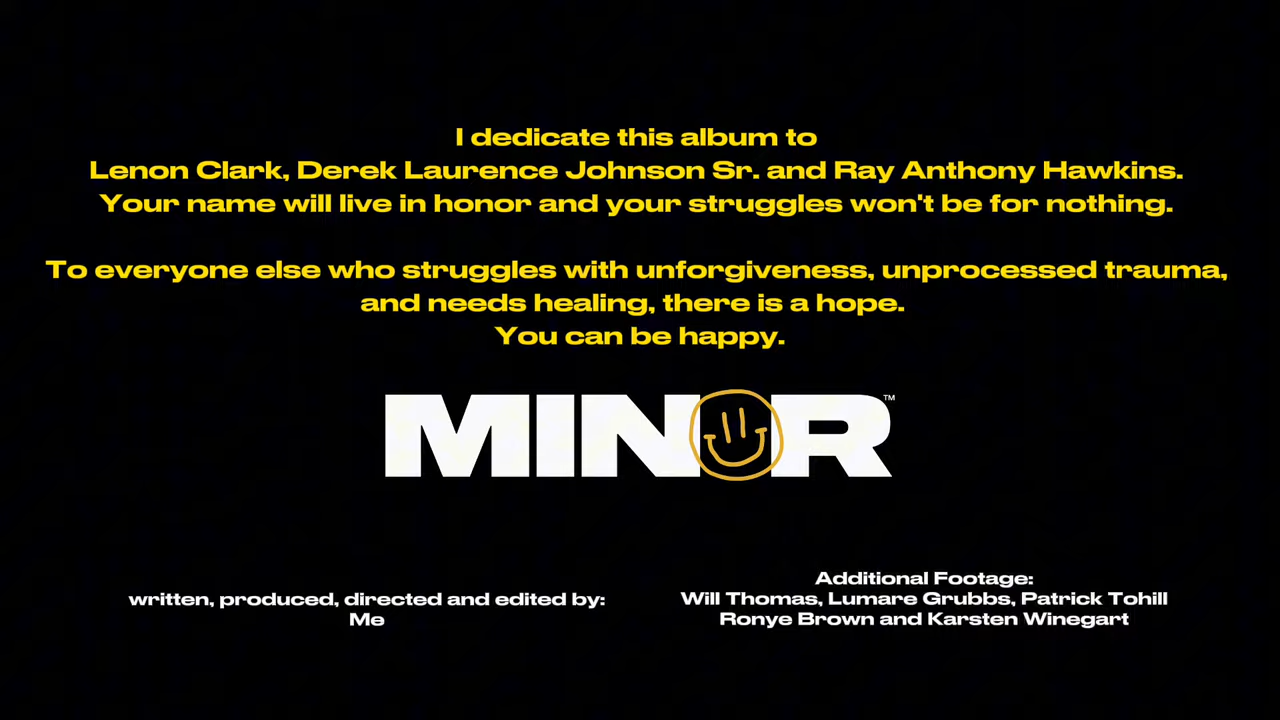 I dedicate this album to
Lenon Clark, Derek Laurence Johnson Sr. and Ray Anthony Hawkins.
Your name will live in honor and your struggles won't be for nothing.
To everyone else who struggles with unforgiveness, unprocessed trauma,
and needs healing, there is a hope.
You can be happy.
MINOR™
written, produced, directed and edited by:
Me
Additional Footage:
Will Thomas, Lumare Grubbs, Patrick Tohill
Ronye Brown and Karsten Winegart